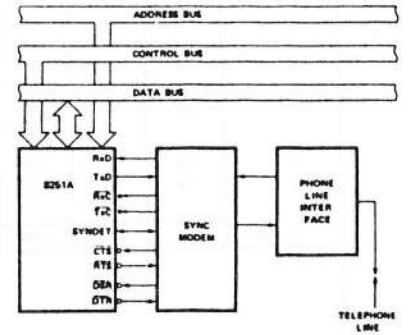 ADDRESS BUS
CONTROL BUS
DATA BUS
8251A
RxD
TxD
RxC
TxC
SYNDET
CTS
RTS
DSR
DTR
SYNC
MODEM
PHONE
LINE
INTER
FACE
TELEPHONE
LINE